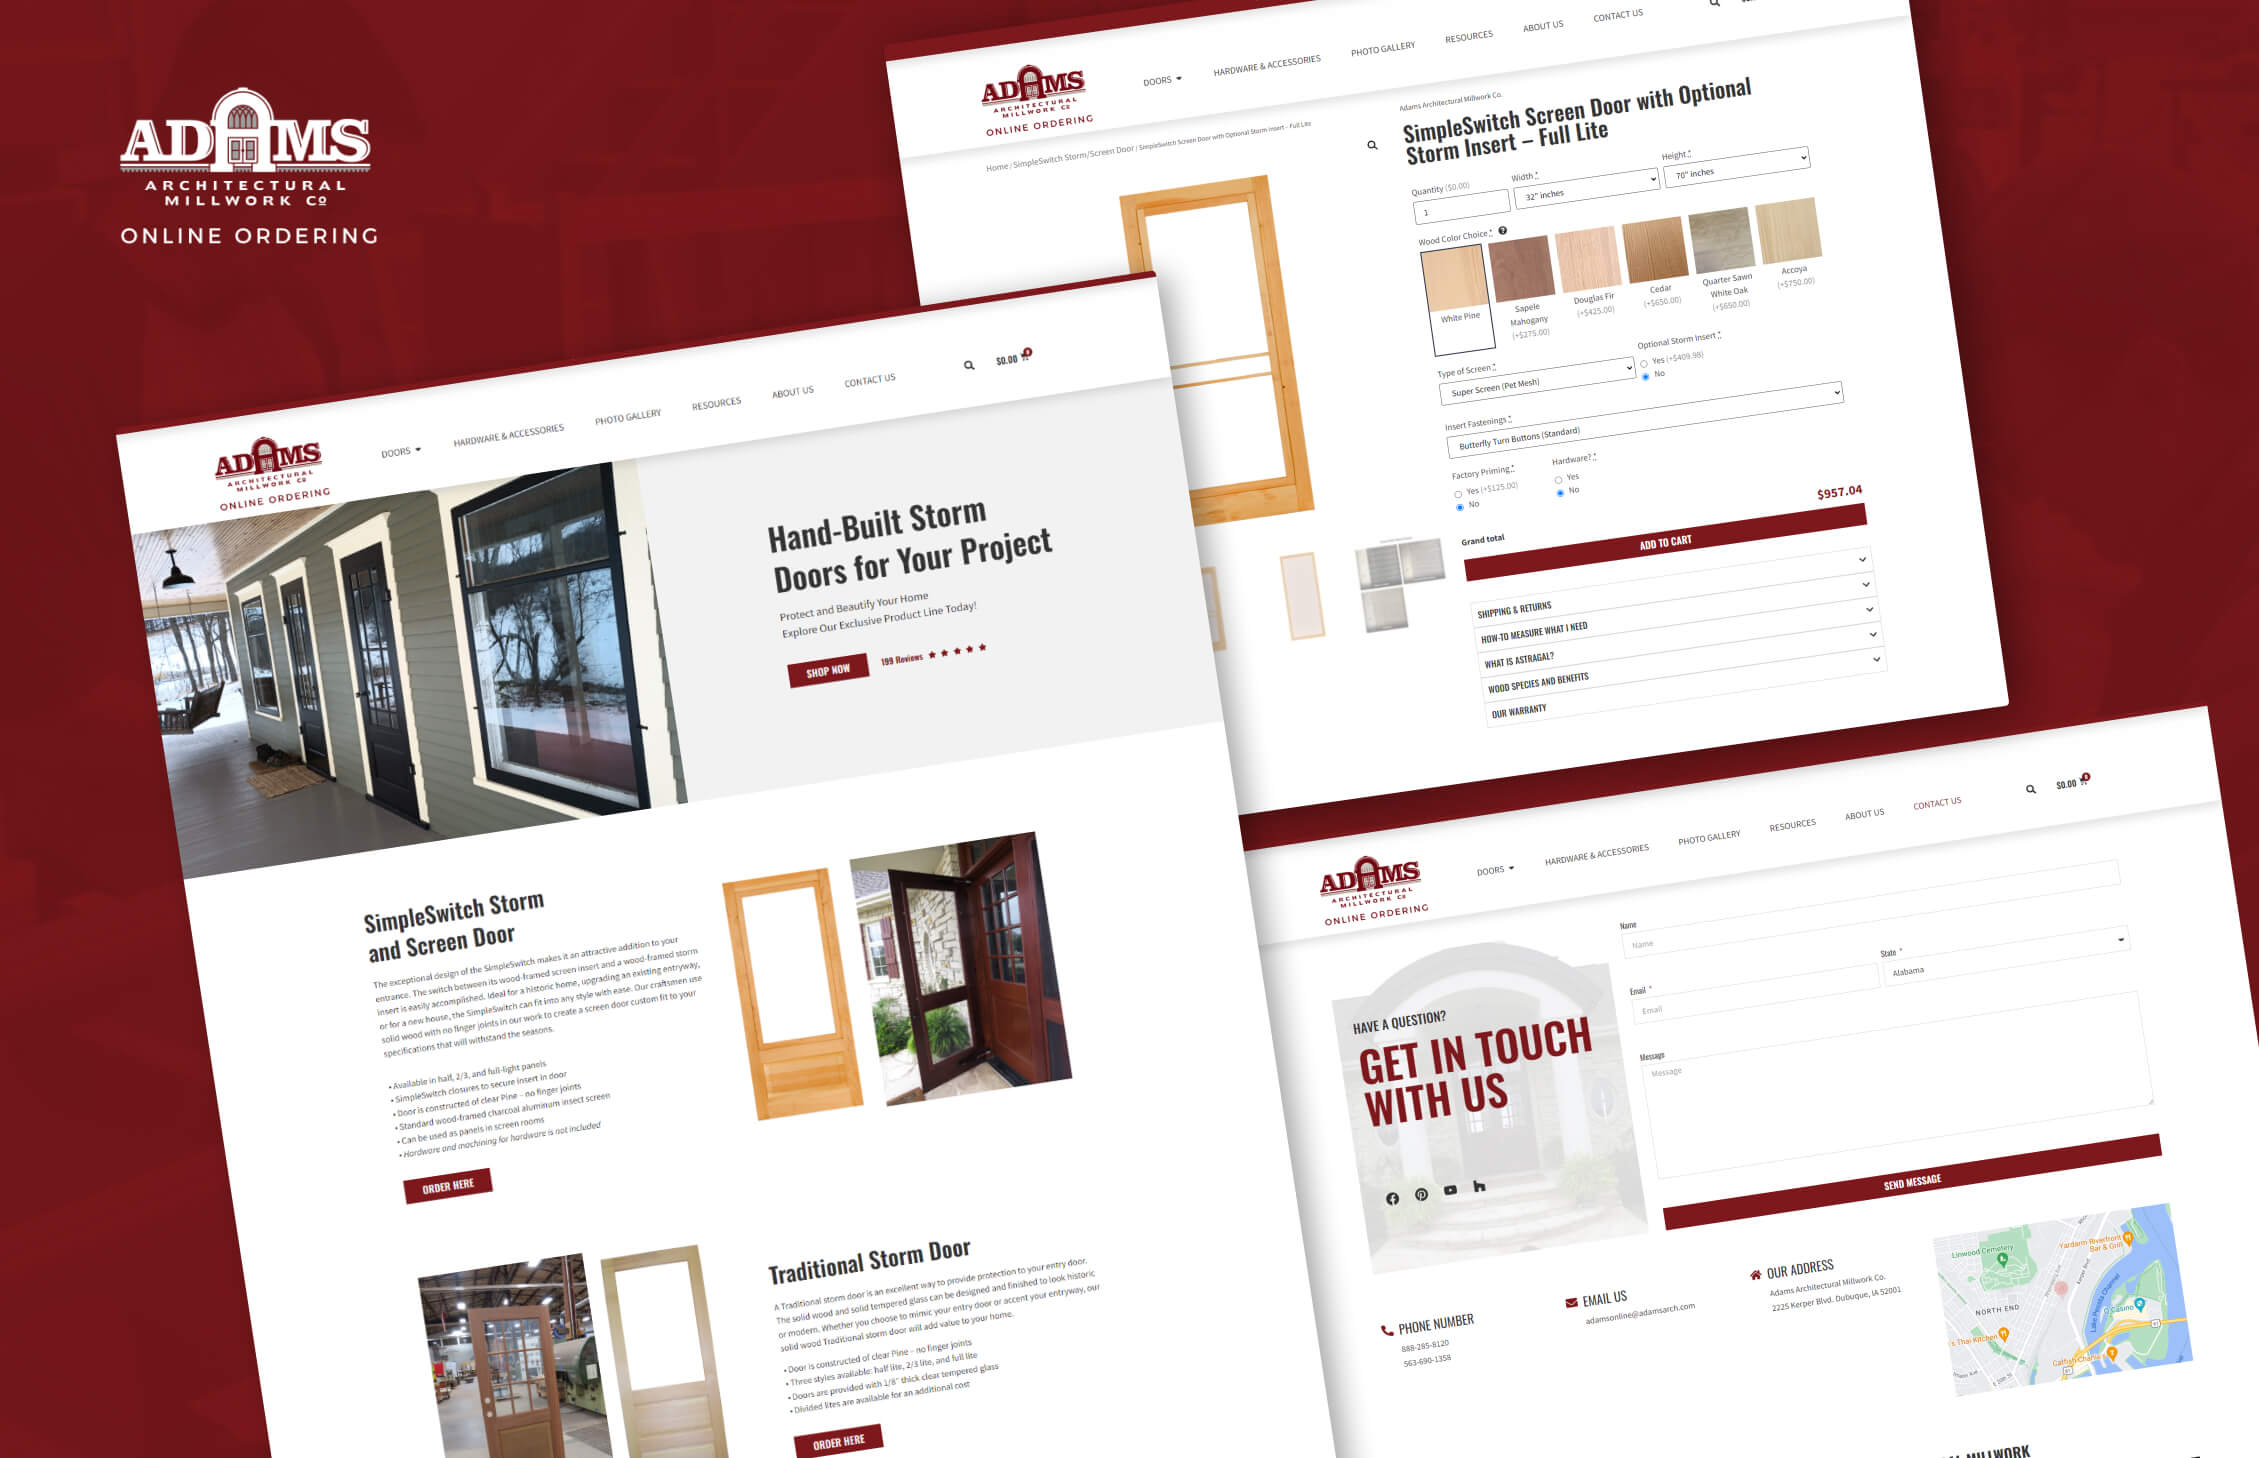 ADAMS
ARCHITECTURAL
MILLWORK Cº
ONLINE ORDERING
ADAMS
ARCHITECTURAL
MILLWORK Cº
ONLINE ORDERING
DOORS
HARDWARE & ACCESSORIES
PHOTO GALLERY
RESOURCES
ABOUT US
CONTACT US
Home / SimpleSwitch Storm/Screen Door / SimpleSwitch Screen Door with Optional Storm Insert – Full Lite
Adams Architectural Millwork Co.
SimpleSwitch Screen Door with Optional
Storm Insert – Full Lite
Quantity ($0.00)
1
Width *
32" inches
Height *
70" inches
Wood Color Choice *
White Pine
Sapele
Mahogany
(+$275.00)
Douglas Fir
(+$425.00)
Cedar
(+$650.00)
Quarter Sawn
White Oak
(+$650.00)
Accoya
(+$750.00)
Type of Screen *
Super Screen (Pet Mesh)
Optional Storm Insert *
Yes (+$409.98)
No
Insert Fastenings *
Butterfly Turn Buttons (Standard)
Factory Priming *
Yes (+$125.00)
No
Hardware? *
Yes
No
Grand total
$957.04
ADD TO CART
SHIPPING & RETURNS
HOW-TO MEASURE WHAT I NEED
WHAT IS ASTRAGAL?
WOOD SPECIES AND BENEFITS
OUR WARRANTY
ADAMS
ARCHITECTURAL
MILLWORK Cº
ONLINE ORDERING
DOORS
HARDWARE & ACCESSORIES
PHOTO GALLERY
RESOURCES
ABOUT US
CONTACT US
$0.00
0
Hand-Built Storm
Doors for Your Project
Protect and Beautify Your Home
Explore Our Exclusive Product Line Today!
SHOP NOW
199 Reviews
SimpleSwitch Storm
and Screen Door
The exceptional design of the SimpleSwitch makes it an attractive addition to your
entrance. The switch between its wood-framed screen insert and a wood-framed storm
insert is easily accomplished. Ideal for a historic home, upgrading an existing entryway,
or for a new house, the SimpleSwitch can fit into any style with ease. Our craftsmen use
solid wood with no finger joints in our work to create a screen door custom fit to your
specifications that will withstand the seasons.
• Available in half, 2/3, and full-light panels
• SimpleSwitch closures to secure insert in door
• Door is constructed of clear Pine – no finger joints
• Standard wood-framed charcoal aluminum insect screen
• Can be used as panels in screen rooms
• Hardware and machining for hardware is not included
ORDER HERE
Traditional Storm Door
A Traditional storm door is an excellent way to provide protection to your entry door.
The solid wood and solid tempered glass can be designed and finished to look historic
or modern. Whether you choose to mimic your entry door or accent your entryway, our
solid wood Traditional storm door will add value to your home.
• Door is constructed of clear Pine – no finger joints
• Three styles available: half lite, 2/3 lite, and full lite
• Doors are provided with 1/8" thick clear tempered glass
• Divided lites are available for an additional cost
ORDER HERE
ADAMS
ARCHITECTURAL
MILLWORK Cº
ONLINE ORDERING
DOORS
HARDWARE & ACCESSORIES
PHOTO GALLERY
RESOURCES
ABOUT US
CONTACT US
$0.00
0
HAVE A QUESTION?
GET IN TOUCH
WITH US
Name
Name
Email *
Email
State *
Alabama
Message
Message
SEND MESSAGE
PHONE NUMBER
888-285-8120
563-690-1358
EMAIL US
adamsonline@adamsarch.com
OUR ADDRESS
Adams Architectural Millwork Co.
2225 Kerper Blvd. Dubuque, IA 52001
Linwood Cemetery
Yardarm Riverfront
Bar & Grill
NORTH END
Kerper Blvd
Lake Peosta Channel
Q Casino
s Thai Kitchen
Catfish Charlie's
E 20th St
61
MILLWORK